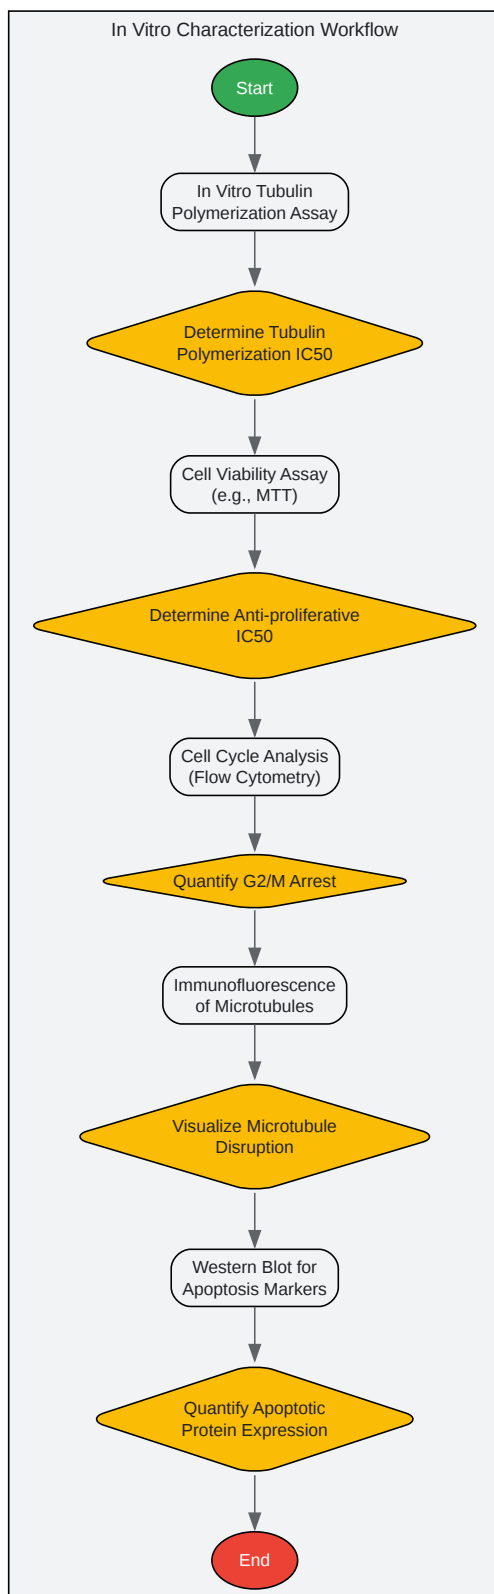 In Vitro Characterization Workflow
Start
In Vitro Tubulin
Polymerization Assay
Determine Tubulin
Polymerization IC50
Cell Viability Assay
(e.g., MTT)
Determine Anti-proliferative
IC50
Cell Cycle Analysis
(Flow Cytometry)
Quantify G2/M Arrest
Immunofluorescence
of Microtubules
Visualize Microtubule
Disruption
Western Blot for
Apoptosis Markers
Quantify Apoptotic
Protein Expression
End